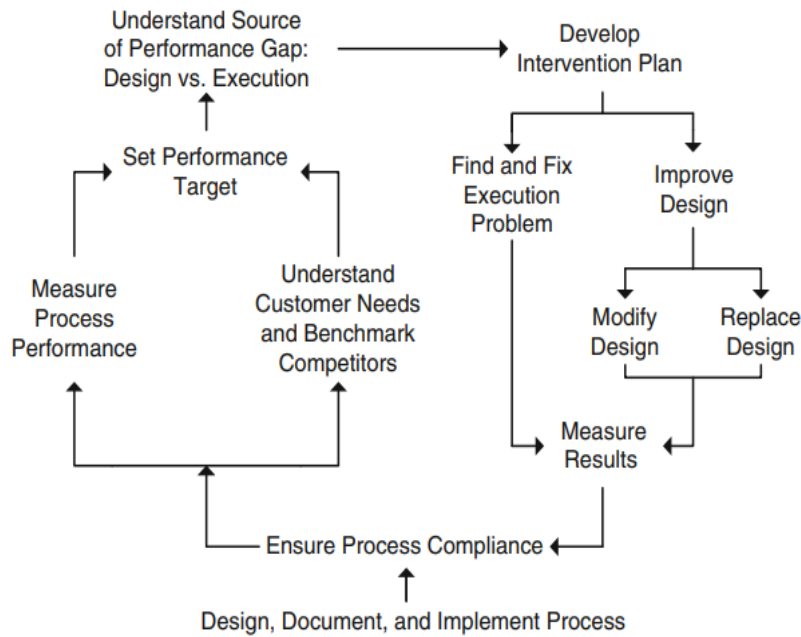 Understand Source
of Performance Gap:
Design vs. Execution
Develop
Intervention Plan
Set Performance
Target
Find and Fix
Execution
Problem
Improve
Design
Measure
Process
Performance
Understand
Customer Needs
and Benchmark
Competitors
Modify
Design
Replace
Design
Measure
Results
Ensure Process Compliance
Design, Document, and Implement Process